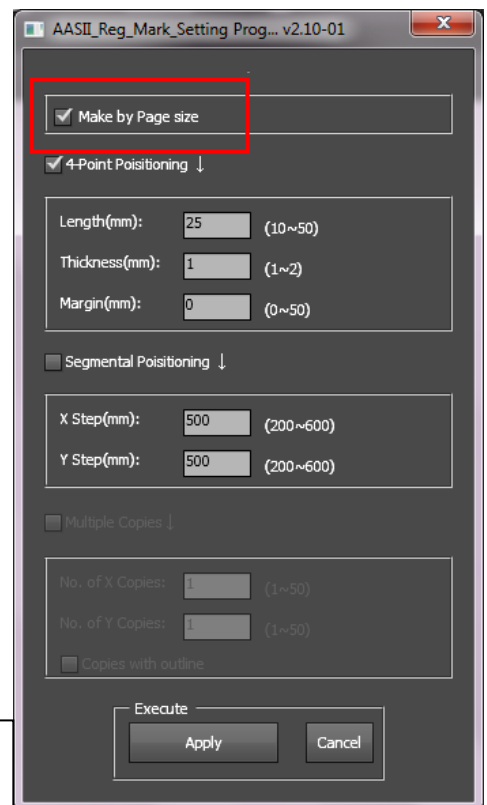 AASII_Reg_Mark_Setting Prog... v2.10-01
Make by Page size
4-Point Poisitioning ↓
Length(mm): 25 (10~50)
Thickness(mm): 1 (1~2)
Margin(mm): 0 (0~50)
Segmental Poisitioning ↓
X Step(mm): 500 (200~600)
Y Step(mm): 500 (200~600)
Multiple Copies ↓
No. of X Copies: 1 (1~50)
No. of Y Copies: 1 (1~50)
Copies with outline
Execute
Apply Cancel